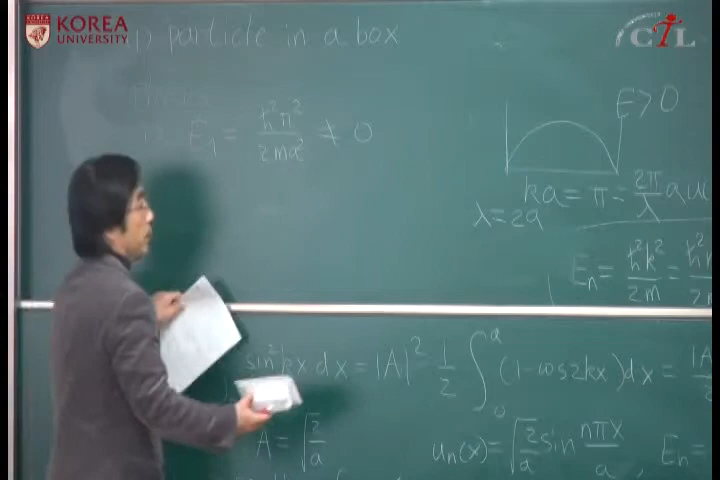 KOREA
UNIVERSITY
CTL
1) particle in a box
E₁ = ℏ²π²/2ma² ≠ 0
E > 0
ka = π = 2π/λ a
λ = 2a
Eₙ = ℏ²k²/2m =
sin²kx dx = |A|² 1/2 ∫₀ᵃ (1-cos2kx)dx =
A = √(2/a)
uₙ(x) = √(2/a) sin nπx/a , Eₙ =